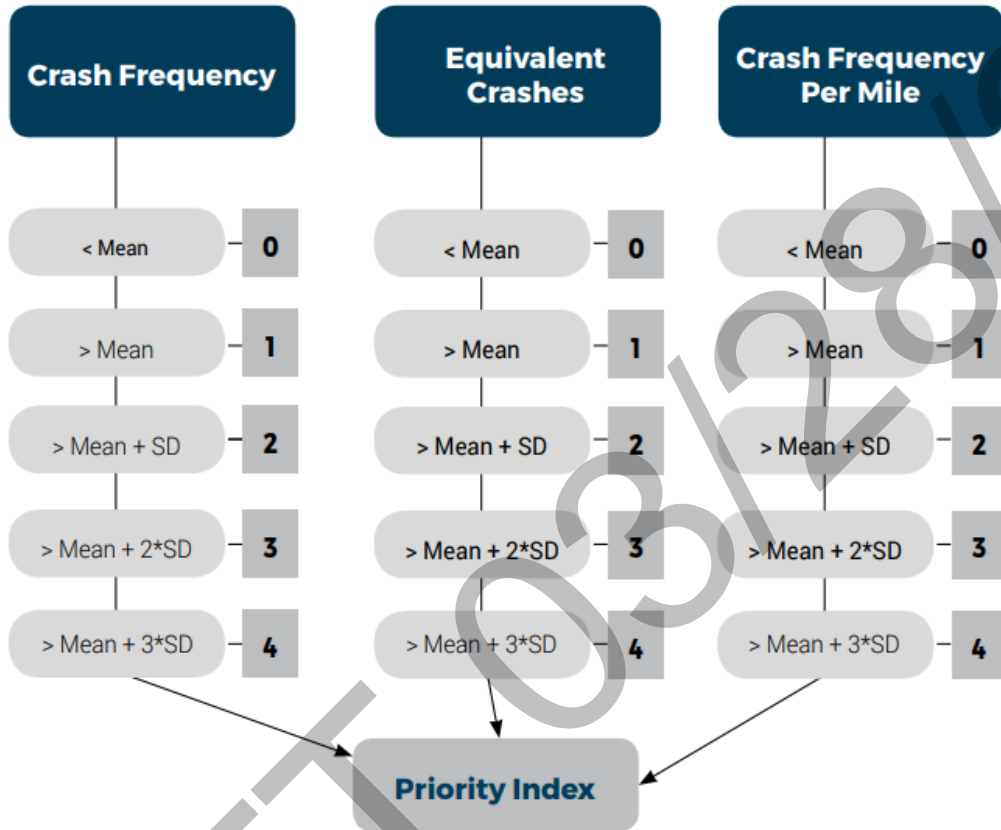 Crash Frequency
Equivalent
Crashes
Crash Frequency
Per Mile
< Mean
0
< Mean
0
< Mean
0
> Mean
1
> Mean
1
> Mean
1
> Mean + SD
2
> Mean + SD
2
> Mean + SD
2
> Mean + 2*SD
3
> Mean + 2*SD
3
> Mean + 2*SD
3
> Mean + 3*SD
4
> Mean + 3*SD
4
> Mean + 3*SD
4
Priority Index
T 03/28/